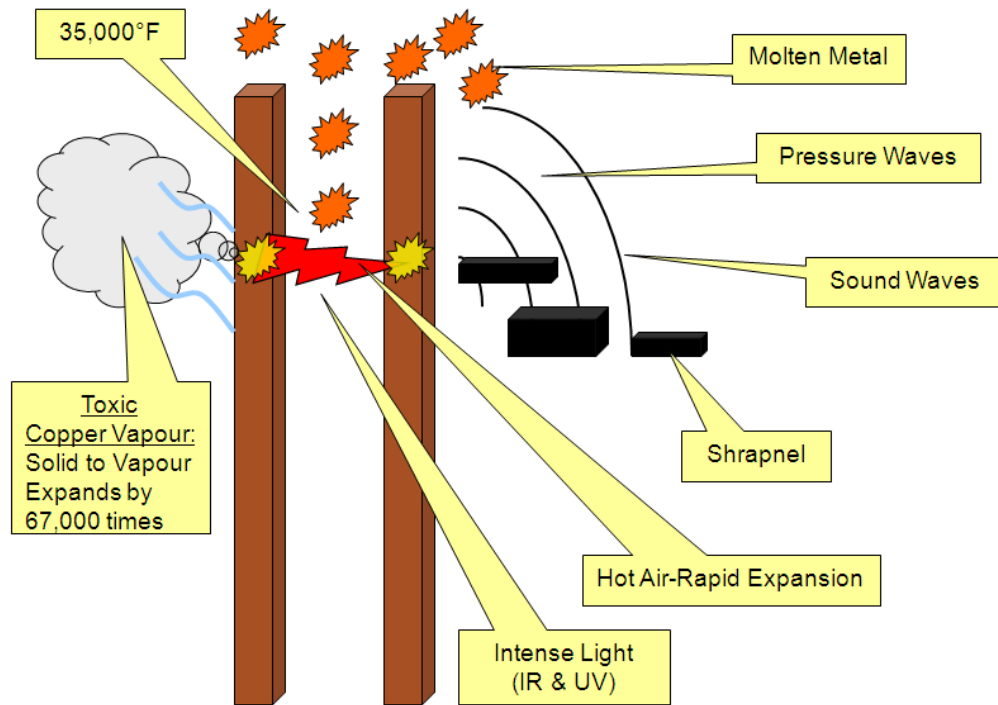 35,000°F
Molten Metal
Pressure Waves
Sound Waves
Toxic
Copper Vapour:
Solid to Vapour
Expands by
67,000 times
Shrapnel
Hot Air-Rapid Expansion
Intense Light
(IR & UV)